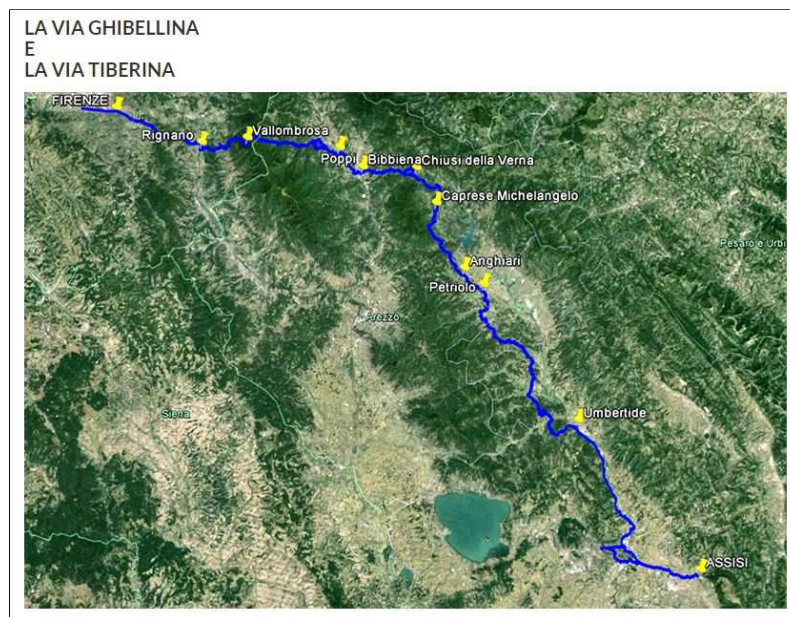 LA VIA GHIBELLINA
E
LA VIA TIBERINA
FIRENZE
Rignano
Vallombrosa
Poppi
Bibbiena
Chiusi della Verna
Caprese Michelangelo
Pesaro e Urbi
Anghiari
Petriolo
Arezzo
Siena
Umbertide
ASSISI